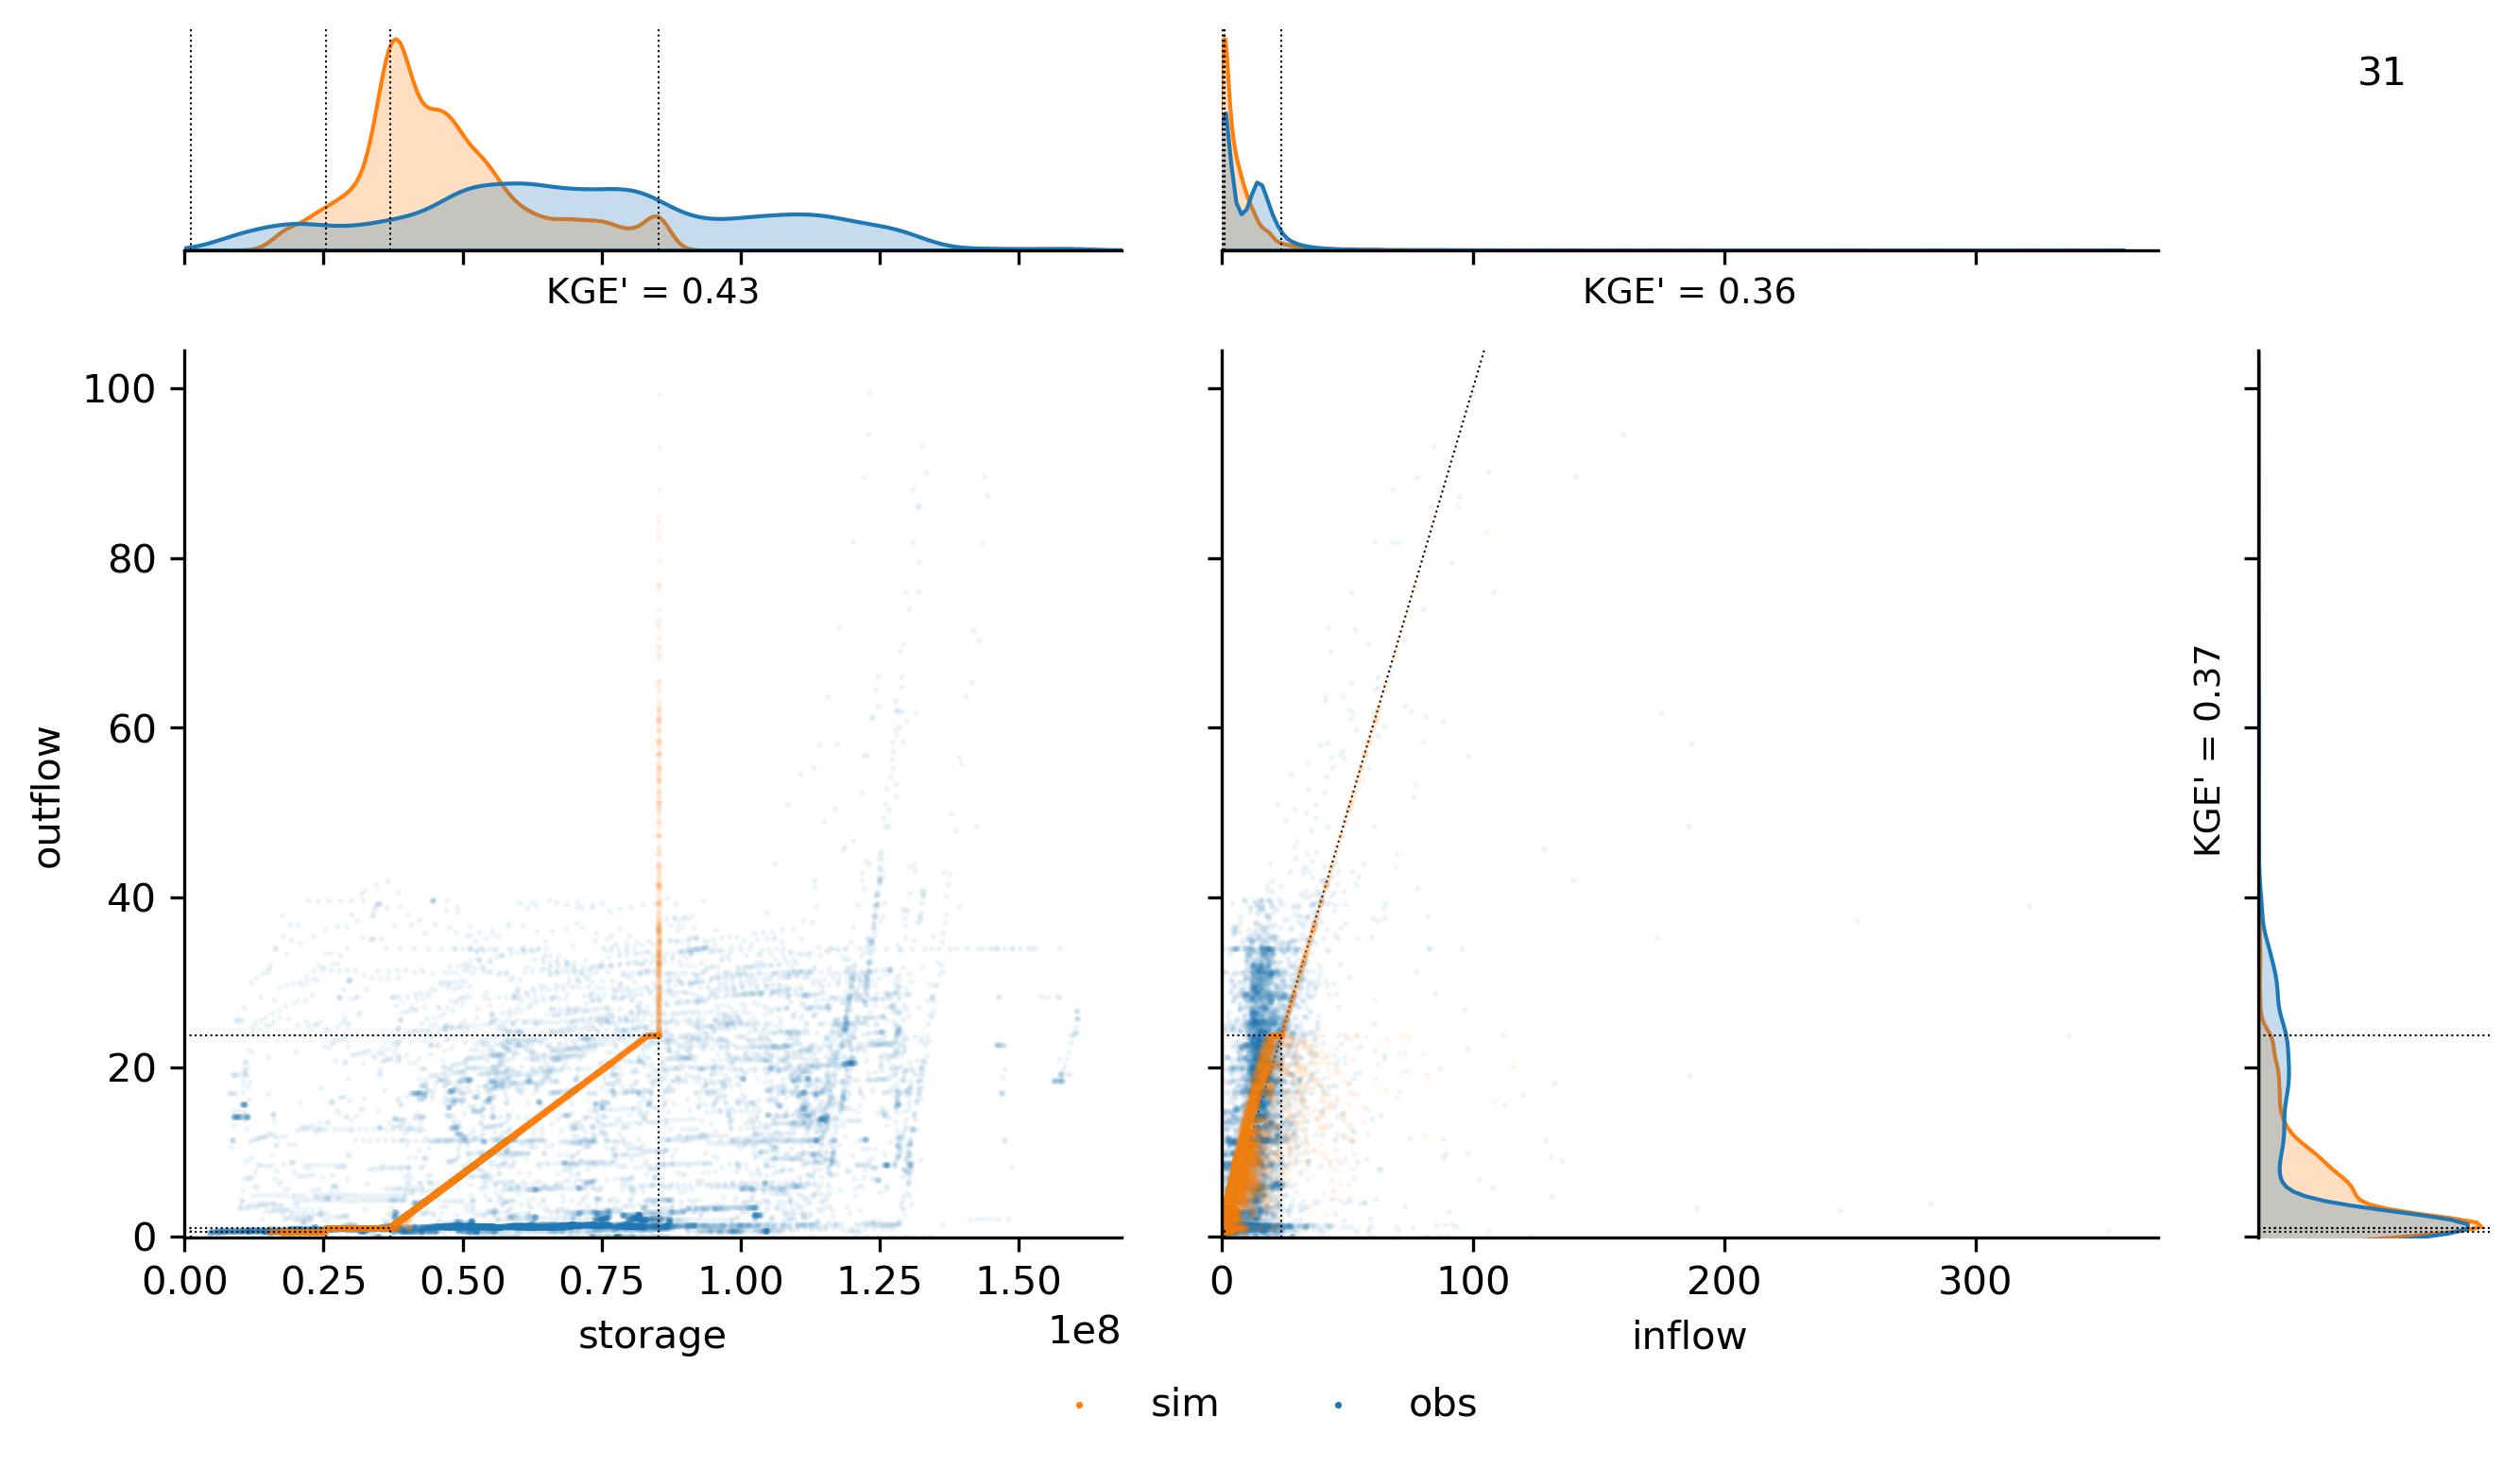 31
KGE' = 0.43
KGE' = 0.36
100
80
60
40
20
0
outflow
KGE' = 0.37
0.00 0.25 0.50 0.75 1.00 1.25 1.50
1e8
storage
0 100 200 300
inflow
sim obs